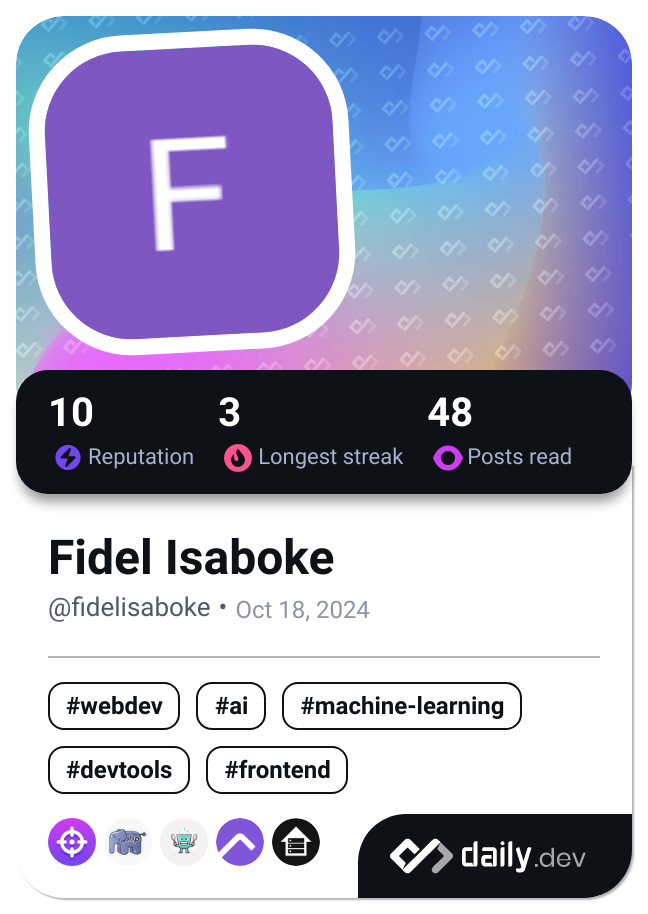 F
10 3 48
Reputation Longest streak Posts read
Fidel Isaboke
@fidelisaboke • Oct 18, 2024
#webdev #ai #machine-learning
#devtools #frontend
php
daily.dev